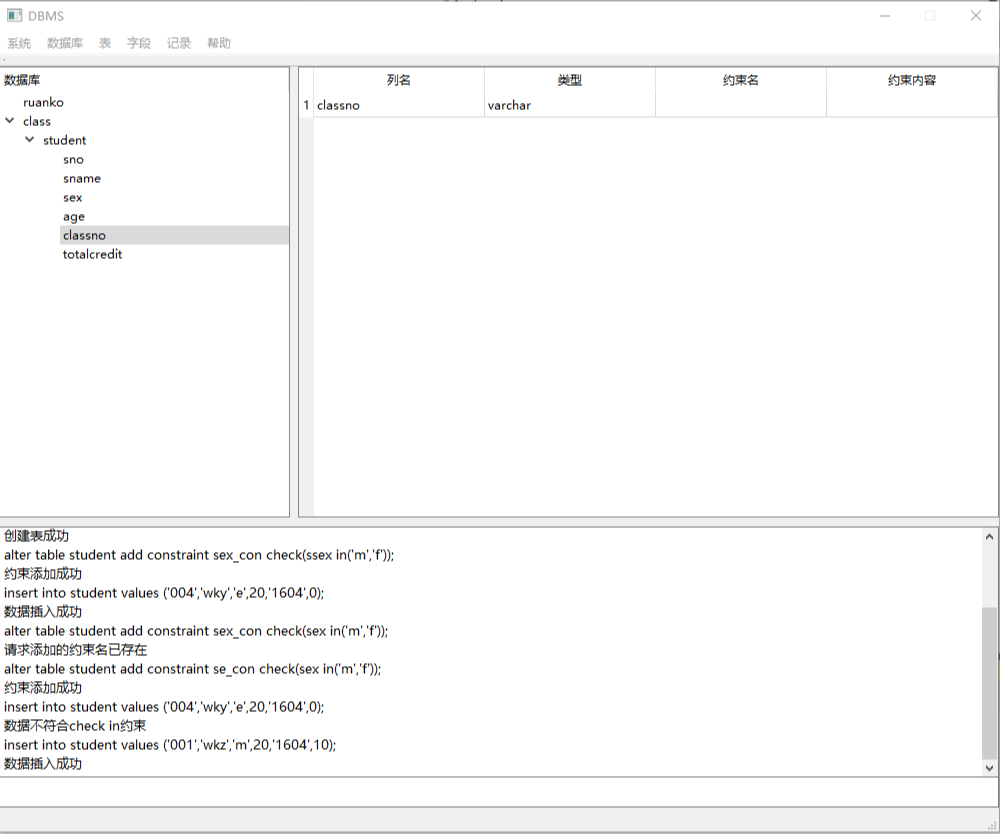 DBMS
系统 数据库 表 字段 记录 帮助
数据库
ruanko
class
student
sno
sname
sex
age
classno
totalcredit
列名 类型 约束名 约束内容
1 classno varchar
创建表成功
alter table student add constraint sex_con check(ssex in('m','f'));
约束添加成功
insert into student values ('004','wky','e',20,'1604',0);
数据插入成功
alter table student add constraint sex_con check(sex in('m','f'));
请求添加的约束名已存在
alter table student add constraint se_con check(sex in('m','f'));
约束添加成功
insert into student values ('004','wky','e',20,'1604',0);
数据不符合check in约束
insert into student values ('001','wkz','m',20,'1604',10);
数据插入成功